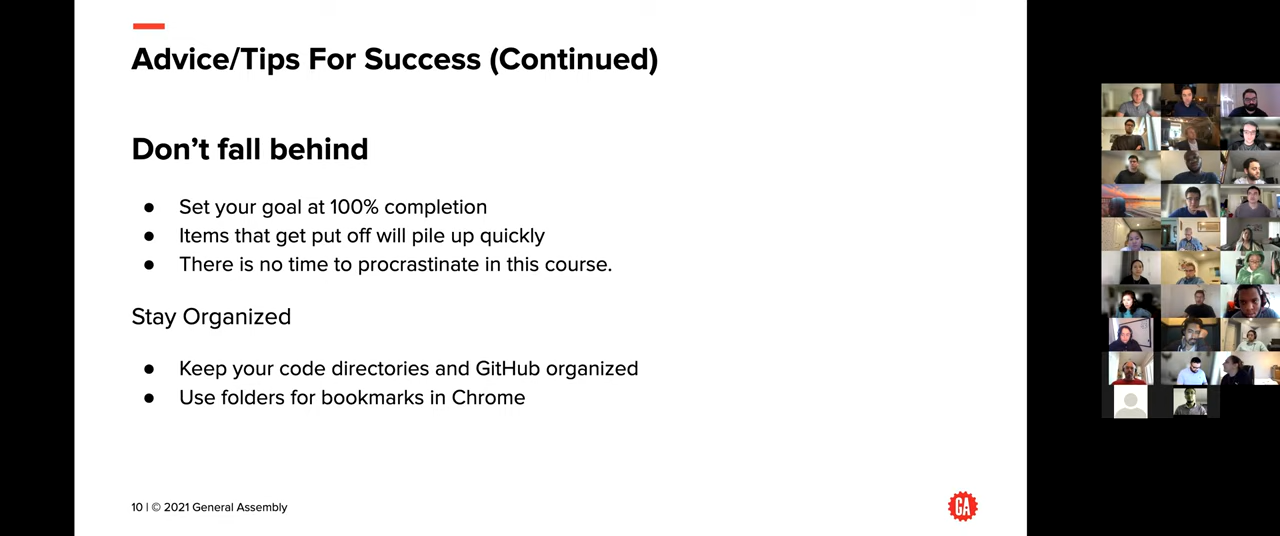 Advice/Tips For Success (Continued)
Don’t fall behind
● Set your goal at 100% completion
● Items that get put off will pile up quickly
● There is no time to procrastinate in this course.
Stay Organized
● Keep your code directories and GitHub organized
● Use folders for bookmarks in Chrome
10 | © 2021 General Assembly
GA